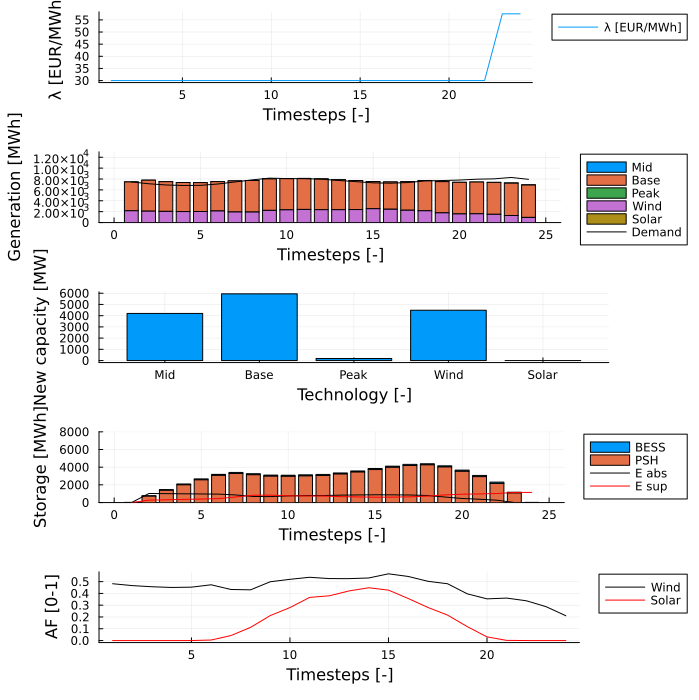 λ [EUR/MWh]
55
50
45
40
35
30
5
10
15
20
Timesteps [-]
λ [EUR/MWh]
Generation [MWh]
1.20×10⁴
1.00×10⁴
8.00×10³
6.00×10³
4.00×10³
2.00×10³
0
0
5
10
15
20
25
Timesteps [-]
Mid
Base
Peak
Wind
Solar
Demand
New capacity [MW]
6000
5000
4000
3000
2000
1000
0
Mid
Base
Peak
Wind
Solar
Technology [-]
Storage [MWh]
8000
6000
4000
2000
0
0
5
10
15
20
25
Timesteps [-]
BESS
PSH
E abs
E sup
AF [0-1]
0.5
0.4
0.3
0.2
0.1
0.0
5
10
15
20
Timesteps [-]
Wind
Solar